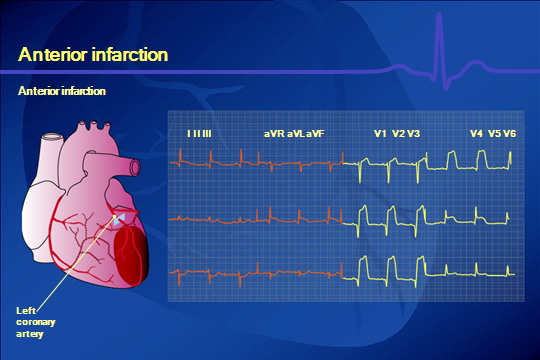 Anterior infarction
Anterior infarction
I II III aVR aVL aVF V1 V2 V3 V4 V5 V6
Left
coronary
artery